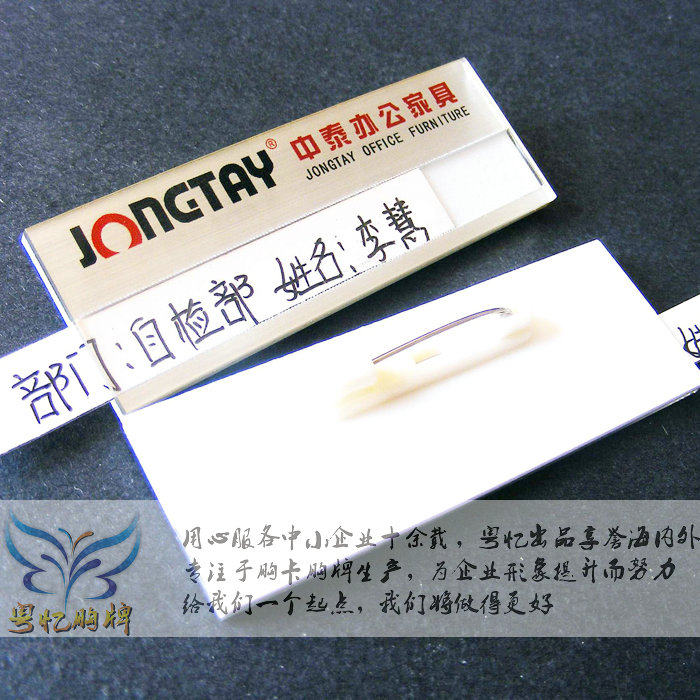 JONGTAY® 中泰办公家具
JONGTAY OFFICE FURNITURE
部门:自植部 姓名:李慧
用心服务中小企业十余载，粤忆出品享誉海内外
专注于胸卡胸牌生产，为企业形象提升而努力
给我们一个起点，我们将做得更好
粤忆胸牌